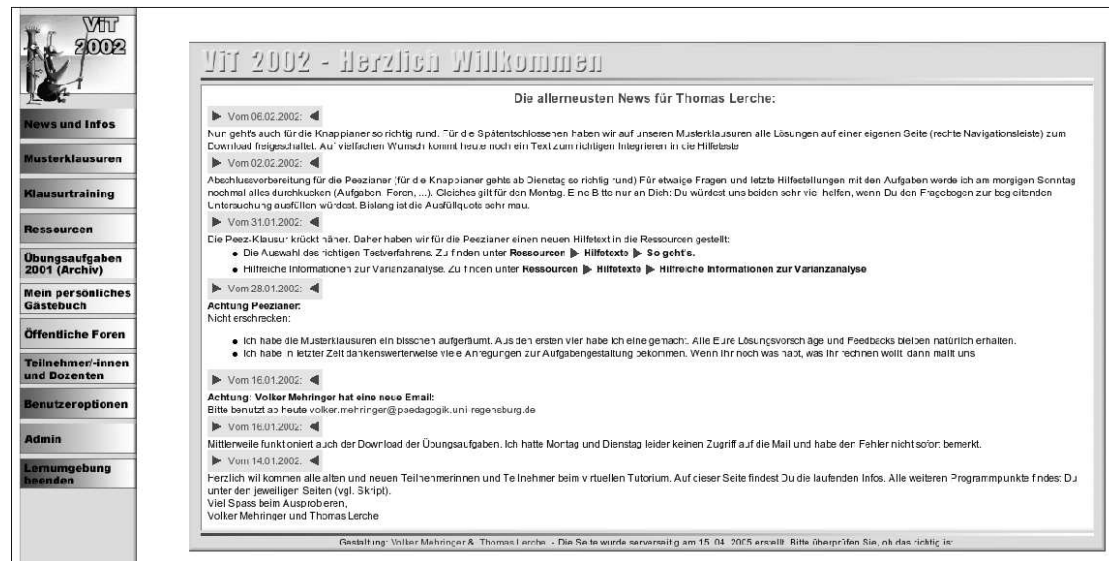 ViT
2002
News und Infos
Musterklausuren
Klausurtraining
Ressourcen
Übungsaufgaben
2001 (Archiv)
Mein persönliches
Gästebuch
Öffentliche Foren
Teilnehmer/-innen
und Dozenten
Benutzeroptionen
Admin
Lernumgebung
beenden
ViT 2002 - Herzlich Willkommen
Die allerneusten News für Thomas Lerche:
Vom 06.02.2002:
Nun geht's auch für die Knappianer so richtig rund. Für die Spätentschlossenen haben wir auf unseren Musterklausuren alle Lösungen auf einer eigenen Seite (rechte Navigationsleiste) zum
Download freigeschaltet. Auf vielfachen Wunsch kommt heute noch ein Text zum richtigen Integrieren in die Hilfetexte
Vom 02.02.2002:
Abschlussvorbereitung für die Peezianer (für die Knappianer gehts ab Dienstag so richtig rund) Für etwaige Fragen und letzte Hilfestellungen mit den Aufgaben werde ich am morgigen Sonntag
nochmal alles durchkucken (Aufgaben, Foren, ...). Gleiches gilt für den Montag. Eine Bitte nur an Dich: Du würdest uns beiden sehr viel helfen, wenn Du den Fragebogen zur begleitenden
Untersuchung ausfüllen würdest. Bislang ist die Ausfüllquote sehr mau.
Vom 31.01.2002:
Die Peez-Klausur krückt näher. Daher haben wir für die Peezianer einen neuen Hilfetext in die Ressourcen gestellt:
Die Auswahl des richtigen Testverfahrens. Zu finden unter Ressourcen ▶ Hilfetexte ▶ So geht's.
Hilfreiche Informationen zur Varianzanalyse. Zu finden unter Ressourcen ▶ Hilfetexte ▶ Hilfreiche Informationen zur Varianzanalyse
Vom 28.01.2002:
Achtung Peezianer:
Nicht erschrecken:
Ich habe die Musterklausuren ein bisschen aufgeräumt. Aus den ersten vier habe ich eine gemacht. Alle Eure Lösungsvorschläge und Feedbacks bleiben natürlich erhalten.
Ich habe in letzter Zeit dankenswerterweise viele Anregungen zur Aufgabengestaltung bekommen. Wenn Ihr noch was habt, was Ihr rechnen wollt, dann mailt uns
Vom 16.01.2002:
Achtung: Volker Mehringer hat eine neue Email:
Bitte benutzt ab heute volker.mehringer@paedagogik.uni-regensburg.de
Vom 16.01.2002:
Mittlerweile funktioniert auch der Download der Übungsaufgaben. Ich hatte Montag und Dienstag leider keinen Zugriff auf die Mail und habe den Fehler nicht sofort bemerkt.
Vom 14.01.2002.
Herzlich willkommen alle alten und neuen Teilnehmerinnen und Teilnehmer beim virtuellen Tutorium. Auf dieser Seite findest Du die laufenden Infos. Alle weiteren Programmpunkte findest Du
unter den jeweiligen Seiten (vgl. Skript).
Viel Spass beim Ausprobieren,
Volker Mehringer und Thomas Lerche
Gestaltung: Volker Mehringer & Thomas Lerche - Die Seite wurde serverseitig am 15. 04. 2005 erstellt. Bitte überprüfen Sie, ob das richtig ist.